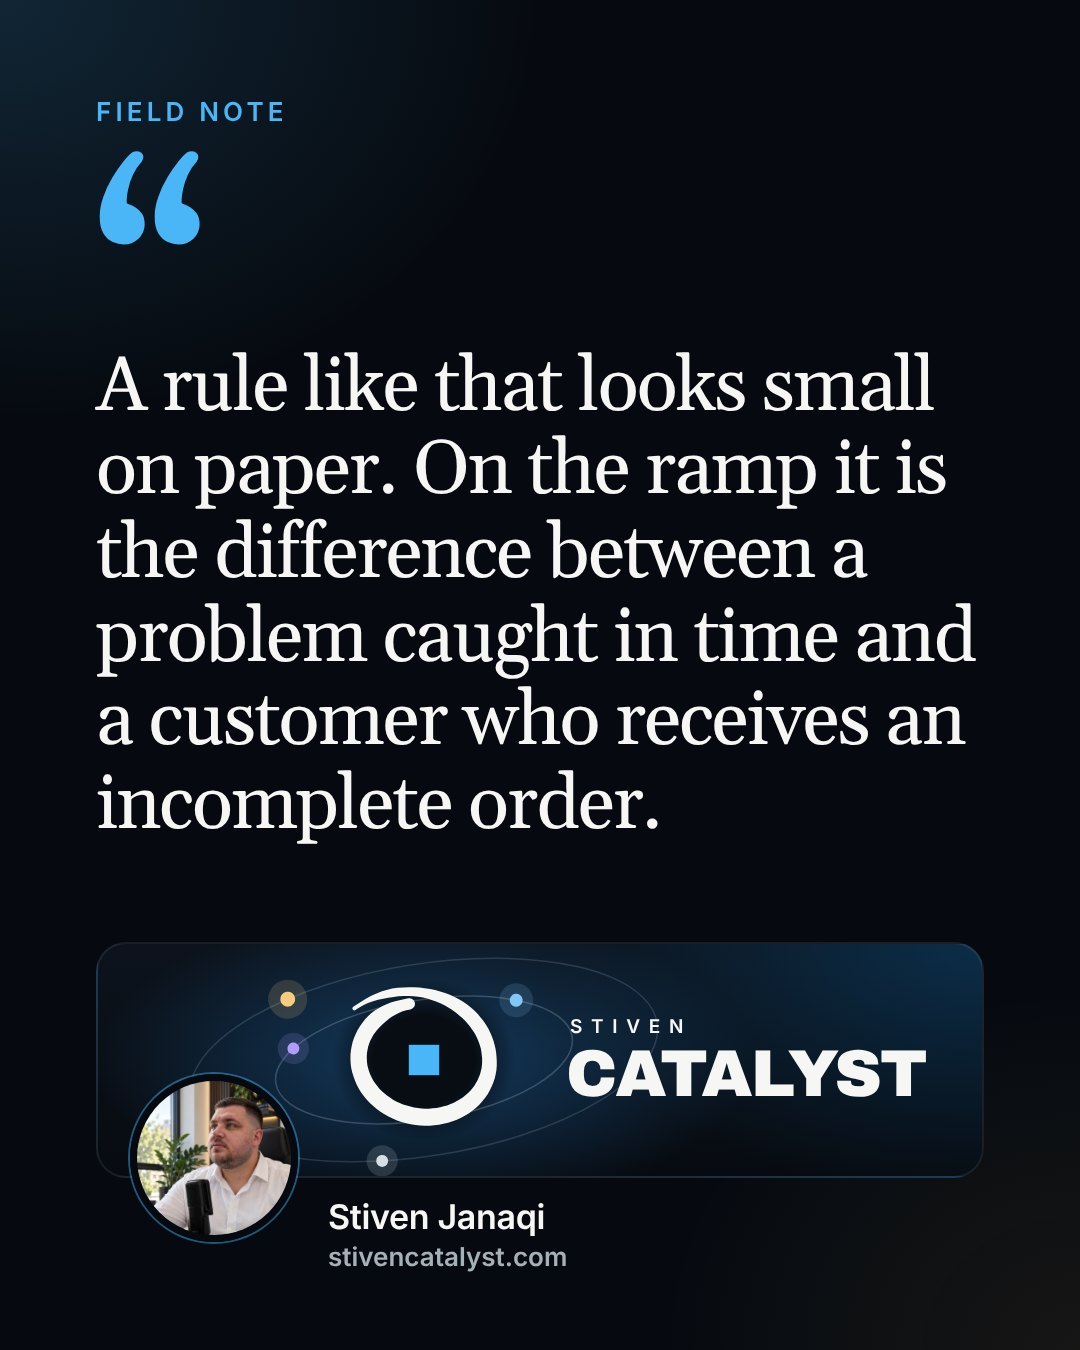 FIELD NOTE
“
A rule like that looks small
on paper. On the ramp it is
the difference between a
problem caught in time and
a customer who receives an
incomplete order.
STIVEN
CATALYST
Stiven Janaqi
stivencatalyst.com